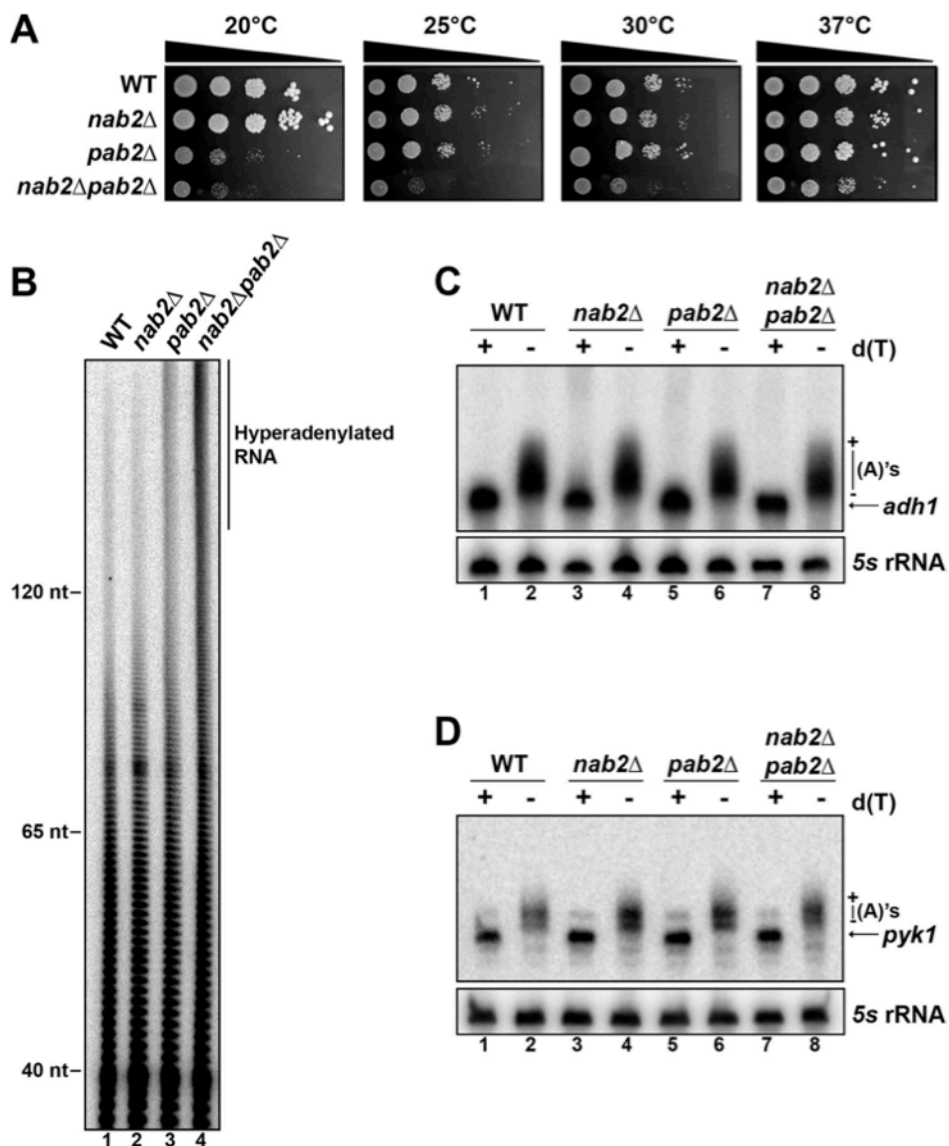 A
20°C 25°C 30°C 37°C
WT
nab2Δ
pab2Δ
nab2Δpab2Δ
B
WT
nab2Δ
pab2Δ
nab2Δpab2Δ
Hyperadenylated
RNA
120 nt–
65 nt–
40 nt–
1 2 3 4
C
nab2Δ
WT nab2Δ pab2Δ pab2Δ
+ - + - + - + - d(T)
+
(A)'s
-
adh1
5s rRNA
1 2 3 4 5 6 7 8
D
nab2Δ
WT nab2Δ pab2Δ pab2Δ
+ - + - + - + - d(T)
+
(A)'s
-
pyk1
5s rRNA
1 2 3 4 5 6 7 8